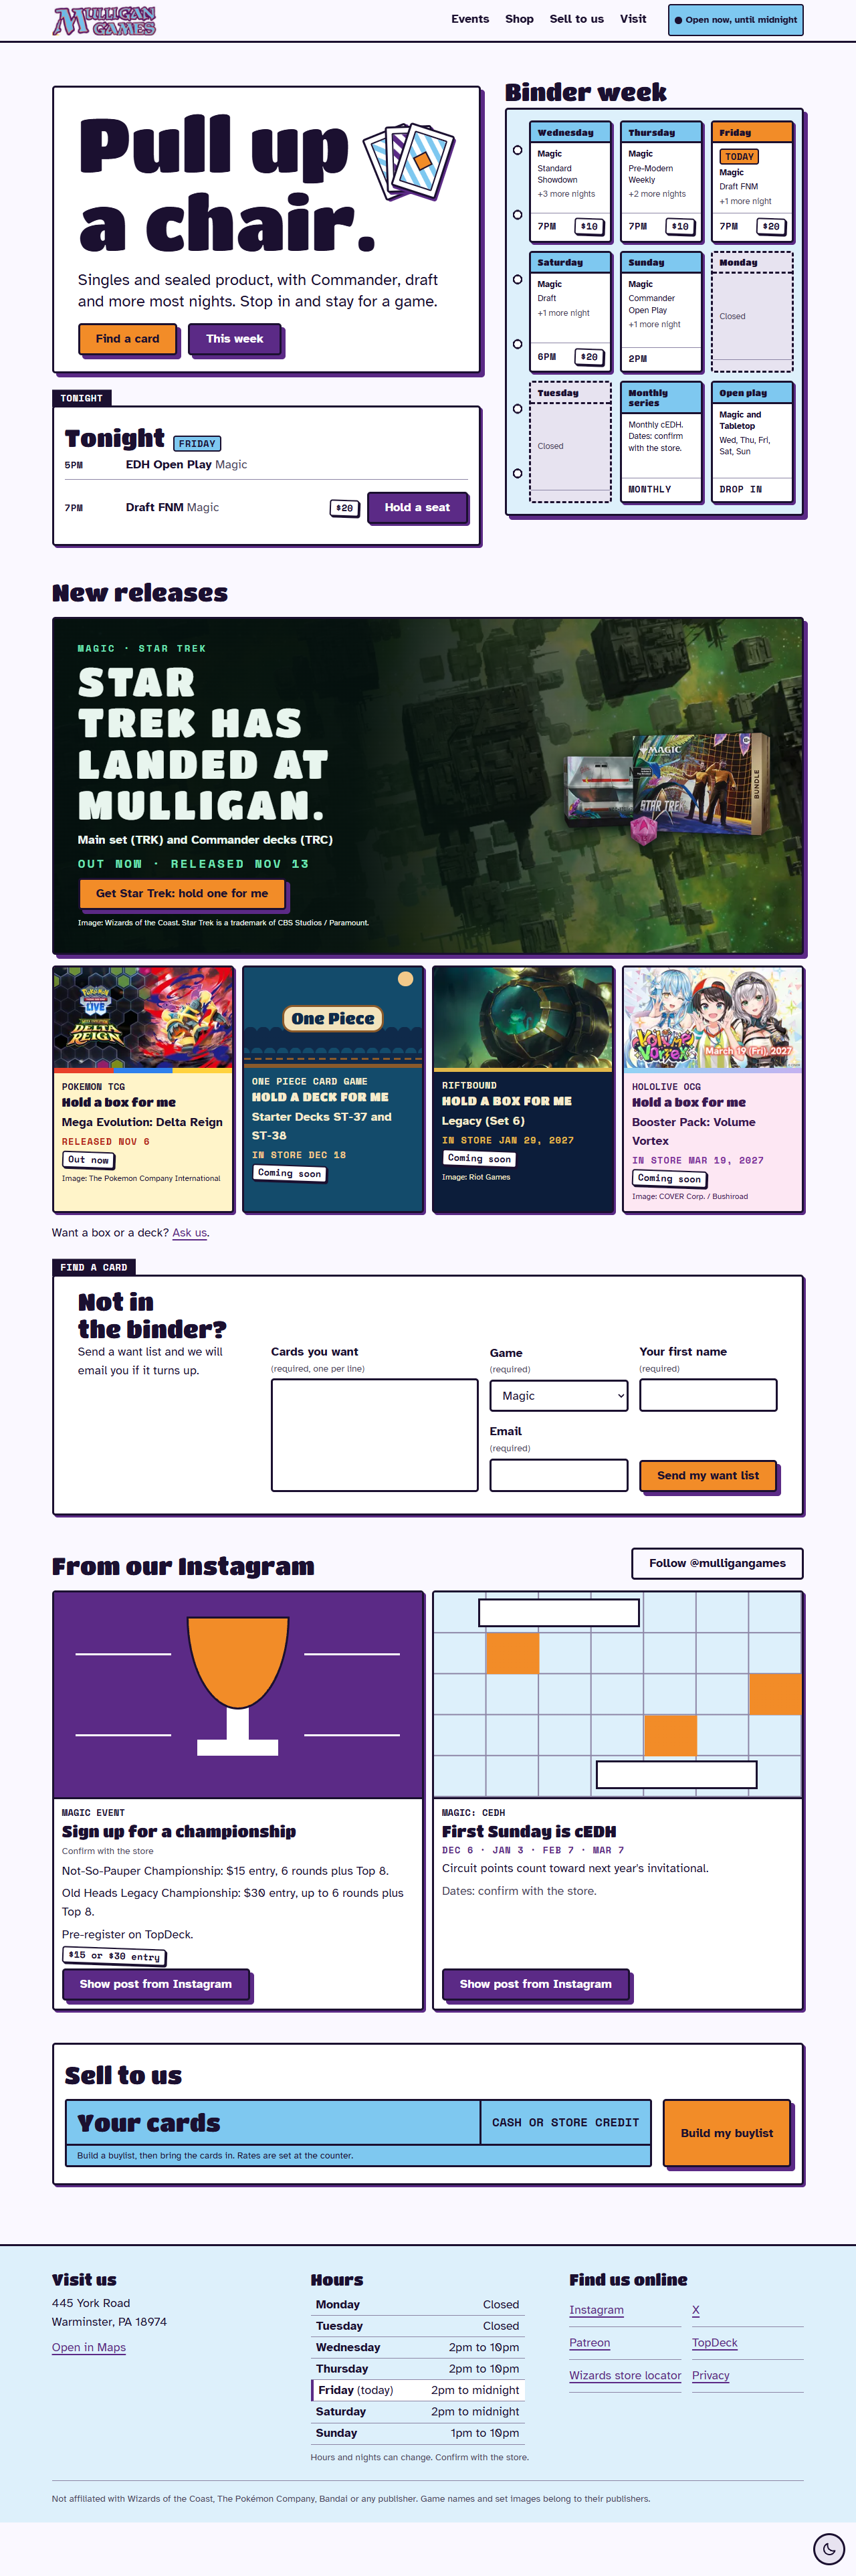 MULLIGAN
GAMES
Events Shop Sell to us Visit
Open now, until midnight
Pull up
a chair.
Singles and sealed product, with Commander, draft
and more most nights. Stop in and stay for a game.
Find a card
This week
Binder week
Wednesday
Magic
Standard
Showdown
+3 more nights
7PM $10
Thursday
Magic
Pre-Modern
Weekly
+2 more nights
7PM $10
Friday
TODAY
Magic
Draft FNM
+1 more night
7PM $20
Saturday
Magic
Draft
+1 more night
6PM $20
Sunday
Magic
Commander
Open Play
+1 more night
2PM
Monday
Closed
Tuesday
Closed
Monthly
series
Monthly cEDH.
Dates: confirm
with the store.
MONTHLY
Open play
Magic and
Tabletop
Wed, Thu, Fri,
Sat, Sun
DROP IN
TONIGHT
Tonight FRIDAY
5PM EDH Open Play Magic
7PM Draft FNM Magic $20 Hold a seat
New releases
MAGIC · STAR TREK
STAR
TREK HAS
LANDED AT
MULLIGAN.
Main set (TRK) and Commander decks (TRC)
OUT NOW · RELEASED NOV 13
Get Star Trek: hold one for me
Image: Wizards of the Coast. Star Trek is a trademark of CBS Studios / Paramount.
MAGIC
STAR TREK
BUNDLE
Pokémon
LIVE
DELTA
REIGN
POKEMON TCG
Hold a box for me
Mega Evolution: Delta Reign
RELEASED NOV 6
Out now
Image: The Pokemon Company International
One Piece
ONE PIECE CARD GAME
HOLD A DECK FOR ME
Starter Decks ST-37 and
ST-38
IN STORE DEC 18
Coming soon
RIFTBOUND
HOLD A BOX FOR ME
Legacy (Set 6)
IN STORE JAN 29, 2027
Coming soon
Image: Riot Games
Volume
Vortex
March 19 (Fri), 2027
HOLOLIVE OCG
Hold a box for me
Booster Pack: Volume
Vortex
IN STORE MAR 19, 2027
Coming soon
Image: COVER Corp. / Bushiroad
Want a box or a deck? Ask us.
FIND A CARD
Not in
the binder?
Send a want list and we will
email you if it turns up.
Cards you want
(required, one per line)
Game
(required)
Magic
Your first name
(required)
Email
(required)
Send my want list
From our Instagram
Follow @mulligangames
MAGIC EVENT
Sign up for a championship
Confirm with the store
Not-So-Pauper Championship: $15 entry, 6 rounds plus Top 8.
Old Heads Legacy Championship: $30 entry, up to 6 rounds plus
Top 8.
Pre-register on TopDeck.
$15 or $30 entry
Show post from Instagram
MAGIC: CEDH
First Sunday is cEDH
DEC 6 · JAN 3 · FEB 7 · MAR 7
Circuit points count toward next year's invitational.
Dates: confirm with the store.
Show post from Instagram
Sell to us
Your cards
CASH OR STORE CREDIT
Build a buylist, then bring the cards in. Rates are set at the counter.
Build my buylist
Visit us
445 York Road
Warminster, PA 18974
Open in Maps
Hours
Monday Closed
Tuesday Closed
Wednesday 2pm to 10pm
Thursday 2pm to 10pm
Friday (today) 2pm to midnight
Saturday 2pm to midnight
Sunday 1pm to 10pm
Hours and nights can change. Confirm with the store.
Find us online
Instagram X
Patreon TopDeck
Wizards store locator Privacy
Not affiliated with Wizards of the Coast, The Pokémon Company, Bandai or any publisher. Game names and set images belong to their publishers.